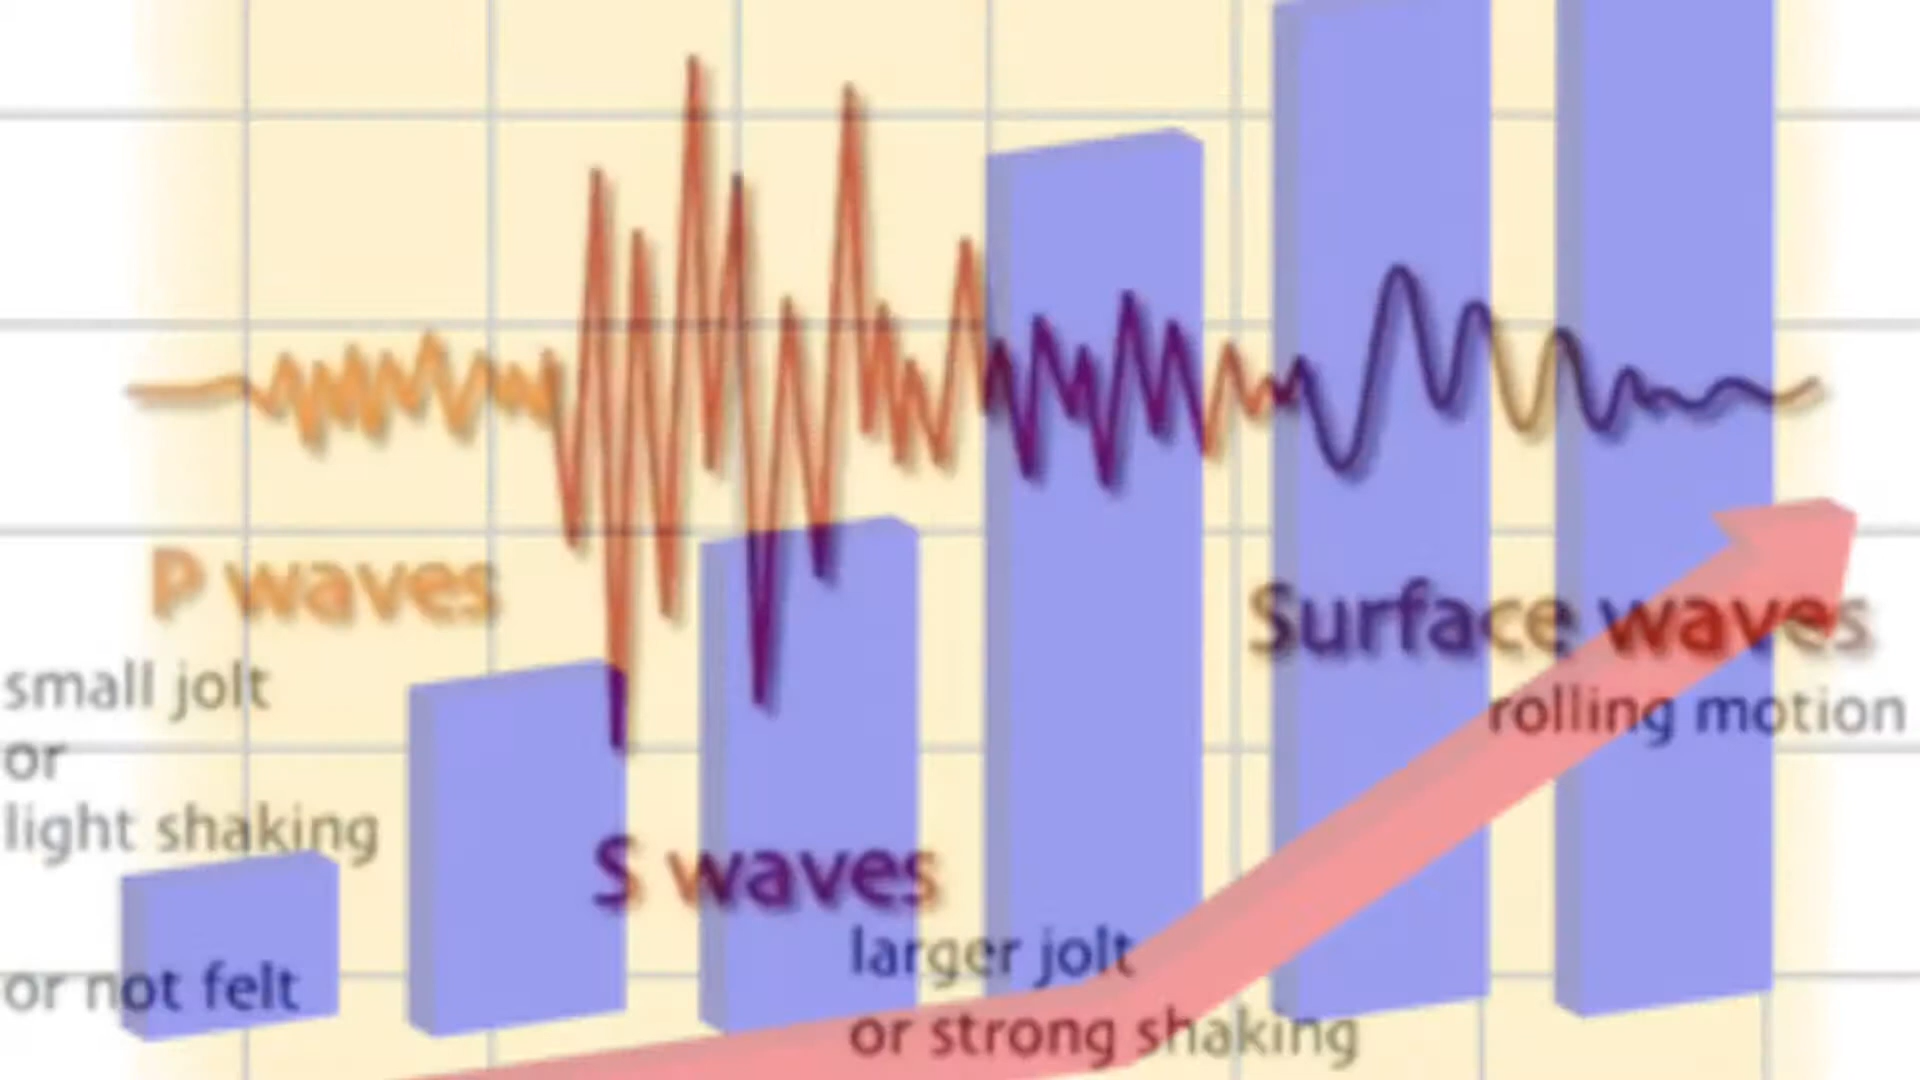 P waves
small jolt
or
light shaking
or not felt
S waves
larger jolt
or strong shaking
Surface waves
rolling motion